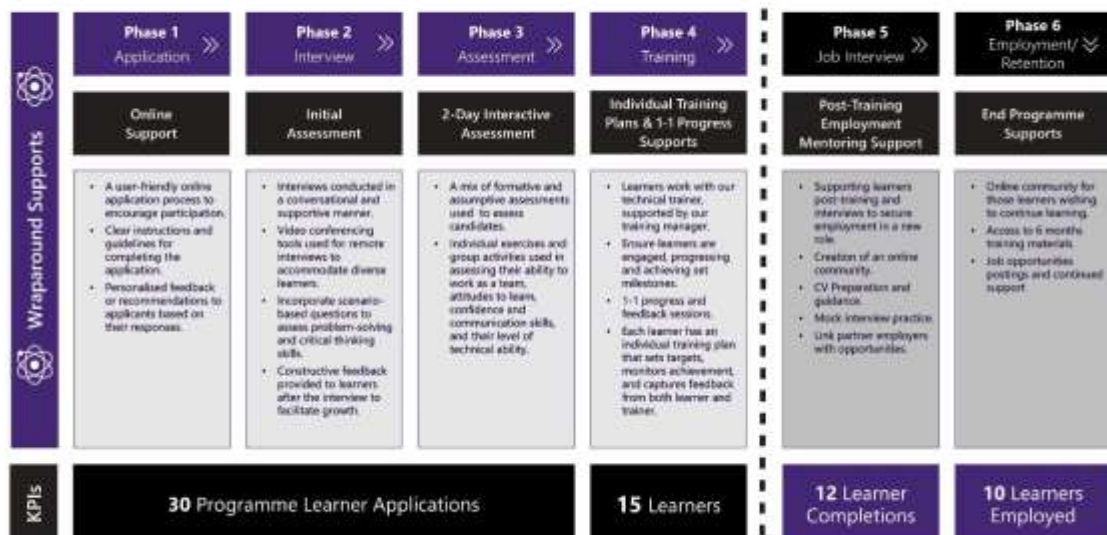 Wraparound Supports
Phase 1
Application
Phase 2
Interview
Phase 3
Assessment
Phase 4
Training
Phase 5
Job Interview
Phase 6
Employment/
Retention
Online
Support
Initial
Assessment
2-Day Interactive
Assessment
Individual Training
Plans & 1-1 Progress
Supports
Post-Training
Employment
Mentoring Support
End Programme
Supports
• A user-friendly online
application process to
encourage participation.
• Clear instructions and
guidelines for
completing the
application.
• Personalised feedback
or recommendations to
applicants based on
their responses.
• Interviews conducted in
a conversational and
supportive manner.
• Video conferencing
tools used for remote
interviews to
accommodate diverse
learners.
• Incorporate scenario-
based questions to
assess problem-solving
and critical thinking
skills.
• Constructive feedback
provided to learners
after the interview to
facilitate growth.
• A mix of formative and
assumptive assessments
used to assess
candidates.
• Individual exercises and
group activities used in
assessing their ability to
work as a team,
attitudes to learn,
confidence and
communication skills,
and their level of
technical ability.
• Learners work with our
technical trainer,
supported by our
training manager.
• Ensure learners are
engaged, progressing
and achieving set
milestones.
• 1-1 progress and
feedback sessions.
• Each learner has an
individual training plan
that sets targets,
monitors achievement,
and captures feedback
from both learner and
trainer.
• Supporting learners
post-training and
interviews to secure
employment in a new
role.
• Creation of an online
community.
• CV Preparation and
guidance.
• Mock interview practice.
• Link partner employers
with opportunities.
• Online community for
those learners wishing
to continue learning.
• Access to 6 months
training materials.
• Job opportunities
postings and continued
support
KPIs
30 Programme Learner Applications
15 Learners
12 Learner
Completions
10 Learners
Employed